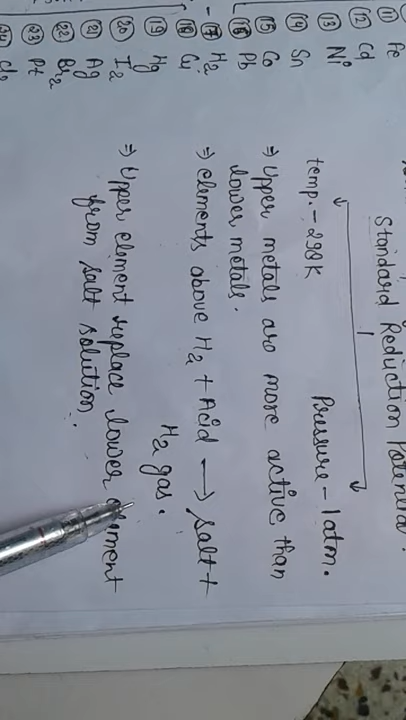 Standard Reduction Potential.
temp. - 298K Pressure - 1atm.
⇒ Upper metals are more active than
lower metals.
⇒ elements above H₂ + Acid → Salt +
H₂ gas.
⇒ Upper element replace lower element
from salt solution.
⑪ Fe
⑫ Cd
⑬ Ni
⑭ Sn
⑮ Co
⑯ Pb
⑰ H₂
⑱ Cu
⑲ Hg
⑳ I₂
㉑ Ag
㉒ Br₂
㉓ Pt